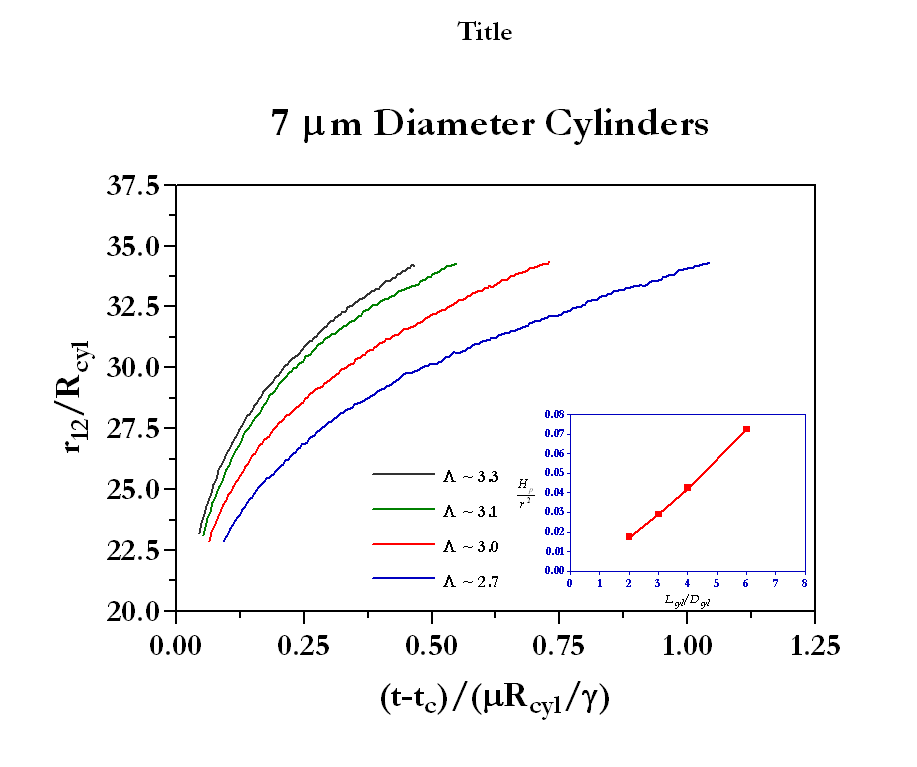 Title
7 μm Diameter Cylinders
37.5
35.0
32.5
30.0
27.5
25.0
22.5
20.0
r12/Rcyl
0.00 0.25 0.50 0.75 1.00 1.25
(t-tc)/(μRcyl/γ)
Λ ~ 3.3
Λ ~ 3.1
Λ ~ 3.0
Λ ~ 2.7
0.08
0.07
0.06
0.05
0.04
0.03
0.02
0.01
0.00
r2
0 1 2 3 4 5 6 7 8
Lcyl/Dcyl